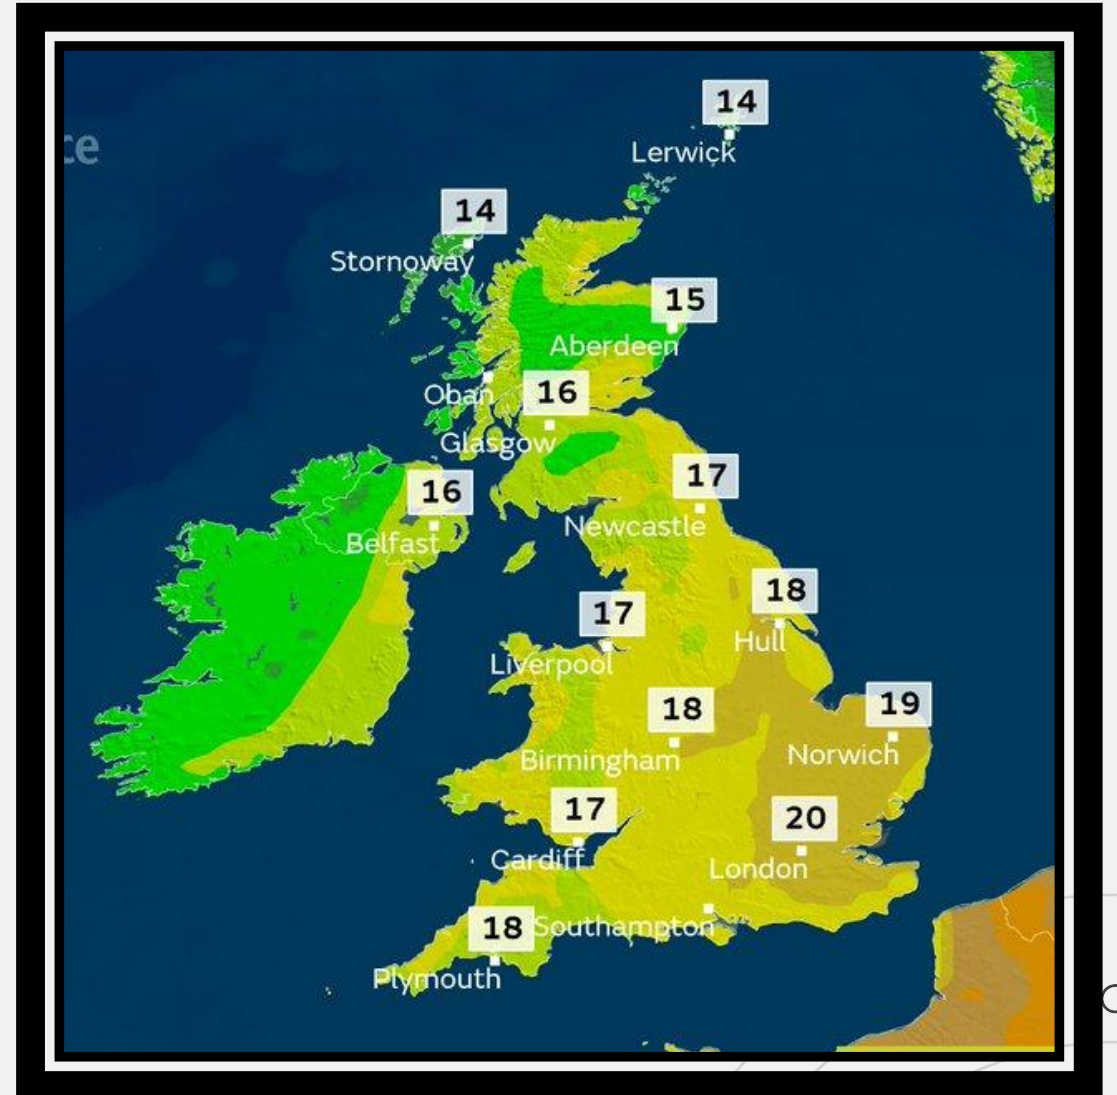 14
Lerwick
ce
14
Stornoway
15
Aberdeen
Oban
16
Glasgow
17
Newcastle
16
Belfast
18
Hull
17
Liverpool
19
Norwich
18
Birmingham
17
Cardiff
20
London
18
Southampton
Plymouth